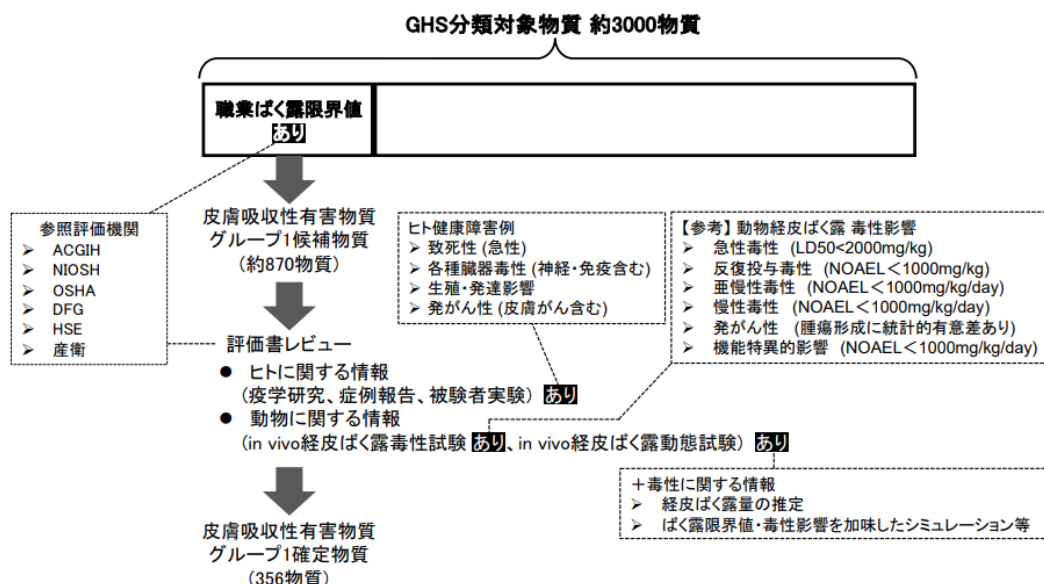 GHS分類対象物質 約3000物質
職業ばく露限界値
あり
参照評価機関
➢ ACGIH
➢ NIOSH
➢ OSHA
➢ DFG
➢ HSE
➢ 産衛
皮膚吸収性有害物質
グループ1候補物質
(約870物質)
ヒト健康障害例
➢ 致死性 (急性)
➢ 各種臓器毒性 (神経・免疫含む)
➢ 生殖・発達影響
➢ 発がん性 (皮膚がん含む)
【参考】 動物経皮ばく露 毒性影響
➢ 急性毒性 (LD50<2000mg/kg)
➢ 反復投与毒性 (NOAEL<1000mg/kg)
➢ 亜慢性毒性 (NOAEL<1000mg/kg/day)
➢ 慢性毒性 (NOAEL<1000mg/kg/day)
➢ 発がん性 (腫瘍形成に統計的有意差あり)
➢ 機能特異的影響 (NOAEL<1000mg/kg/day)
評価書レビュー
● ヒトに関する情報
(疫学研究、症例報告、被験者実験) あり
● 動物に関する情報
(in vivo経皮ばく露毒性試験 あり、in vivo経皮ばく露動態試験) あり
+毒性に関する情報
➢ 経皮ばく露量の推定
➢ ばく露限界値・毒性影響を加味したシミュレーション等
皮膚吸収性有害物質
グループ1確定物質
(356物質)